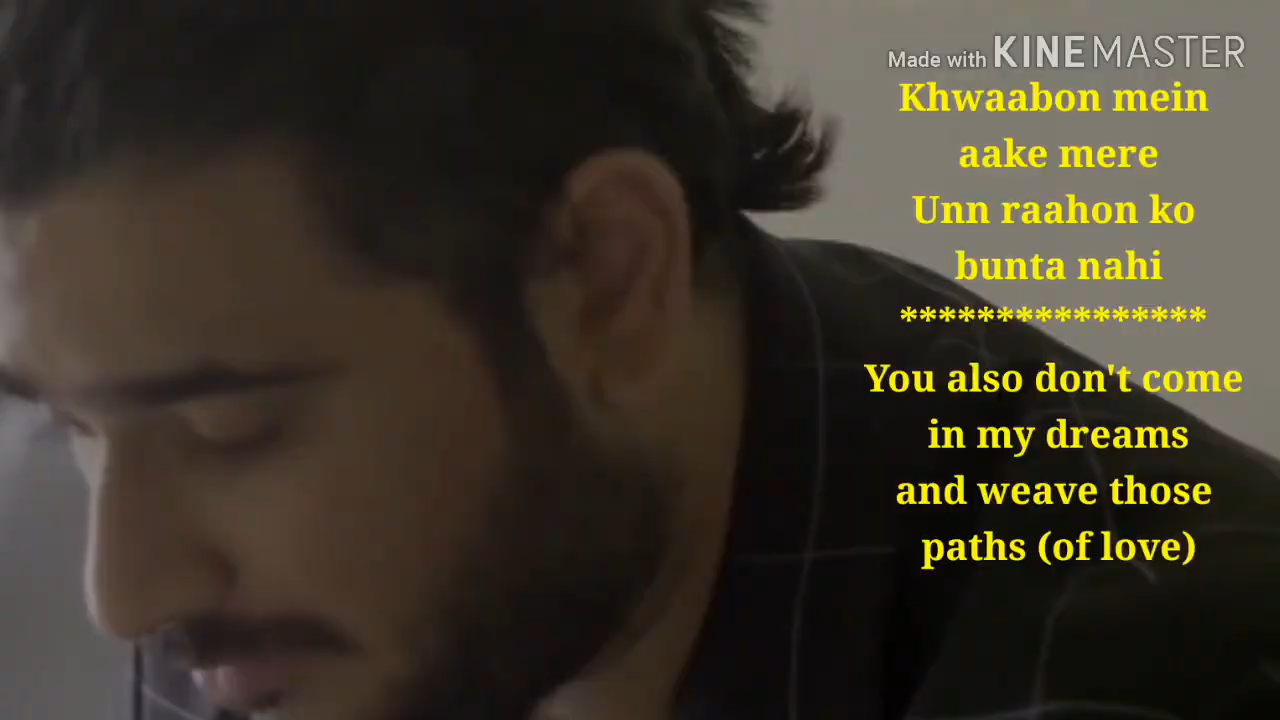 Made with KINEMASTER
Khwaabon mein
aake mere
Unn raahon ko
bunta nahi
****************
You also don't come
in my dreams
and weave those
paths (of love)